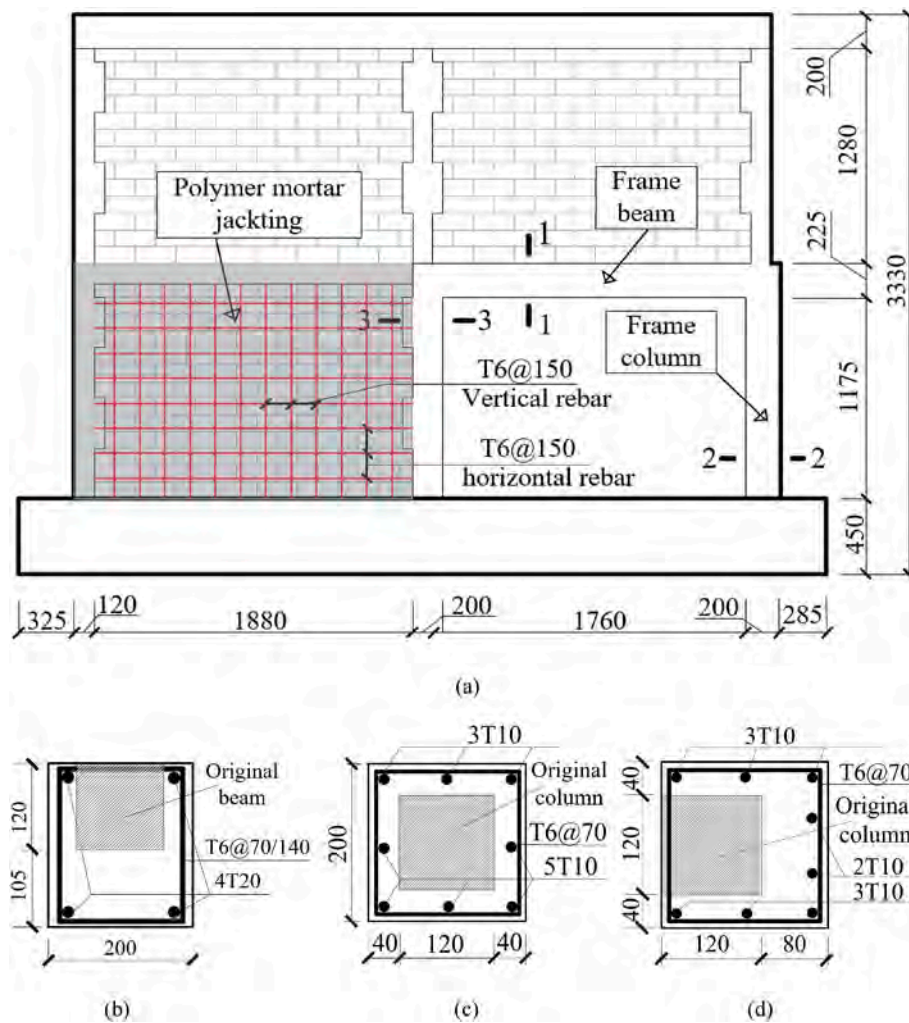 200
1280
225
3330
1175
450
Polymer mortar
jackting
Frame
beam
1
3
3
1
Frame
column
T6@150
Vertical rebar
T6@150
horizontal rebar
2
2
325
120
1880
200
1760
200
285
(a)
120
105
Original
beam
T6@70/140
4T20
200
(b)
3T10
200
Original
column
T6@70
5T10
40
120
40
(c)
3T10
40
120
40
T6@70
Original
column
2T10
3T10
120
80
(d)